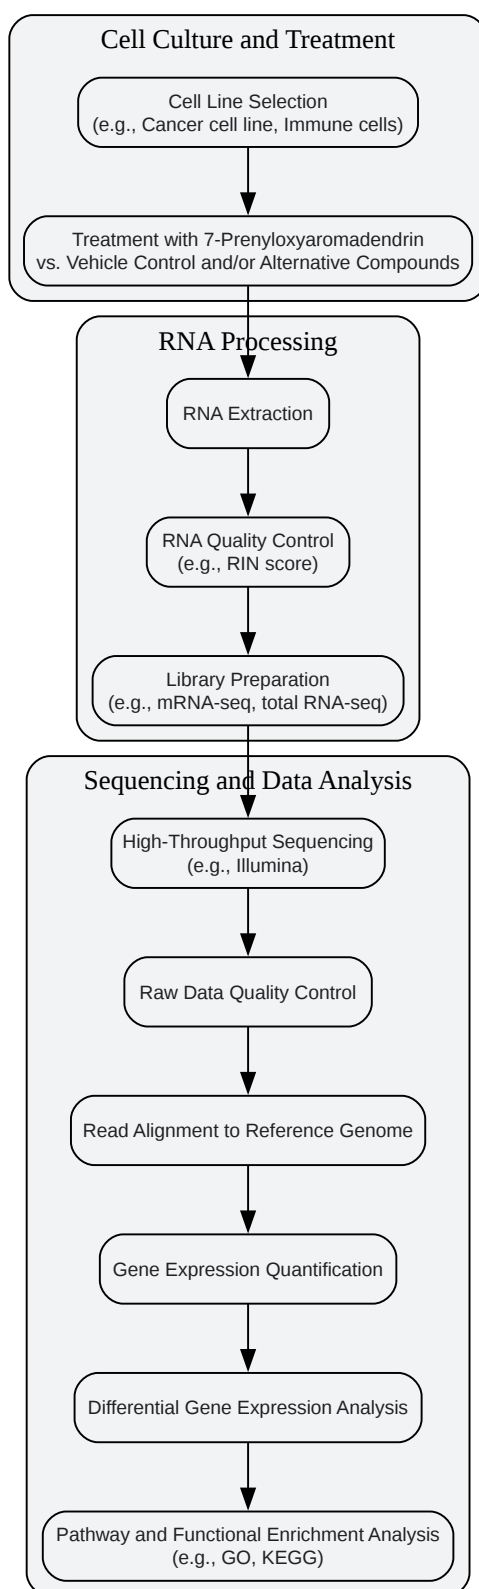 Cell Culture and Treatment
Cell Line Selection
(e.g., Cancer cell line, Immune cells)
Treatment with 7-Prenyloxyaromadendrin
vs. Vehicle Control and/or Alternative Compounds
RNA Processing
RNA Extraction
RNA Quality Control
(e.g., RIN score)
Library Preparation
(e.g., mRNA-seq, total RNA-seq)
Sequencing and Data Analysis
High-Throughput Sequencing
(e.g., Illumina)
Raw Data Quality Control
Read Alignment to Reference Genome
Gene Expression Quantification
Differential Gene Expression Analysis
Pathway and Functional Enrichment Analysis
(e.g., GO, KEGG)